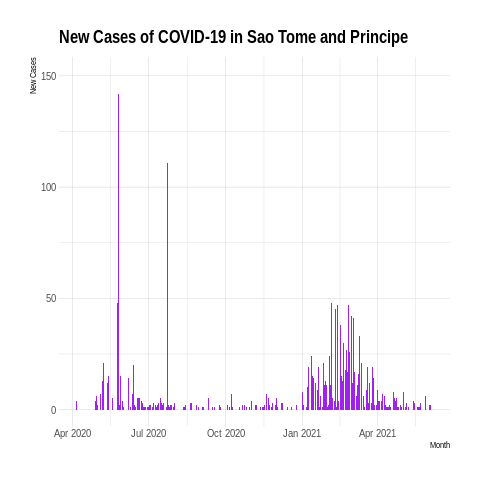 New Cases of COVID-19 in Sao Tome and Principe
New Cases
150
100
50
0
Apr 2020 Jul 2020 Oct 2020 Jan 2021 Apr 2021
Month